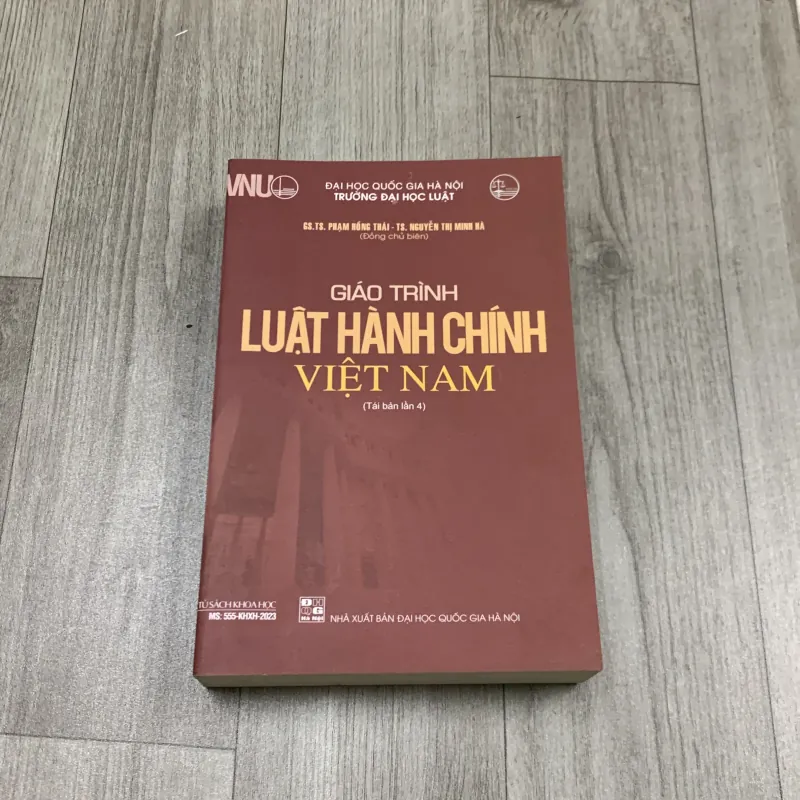 VNU
ĐẠI HỌC QUỐC GIA HÀ NỘI
TRƯỜNG ĐẠI HỌC LUẬT
GS.TS. PHẠM HỒNG THÁI - TS. NGUYỄN THỊ MINH HÀ
(Đồng chủ biên)
GIÁO TRÌNH
LUẬT HÀNH CHÍNH
VIỆT NAM
(Tái bản lần 4)
TỦ SÁCH KHOA HỌC
MS: 555-KHXH-2023
NHÀ XUẤT BẢN ĐẠI HỌC QUỐC GIA HÀ NỘI
Hà Nội